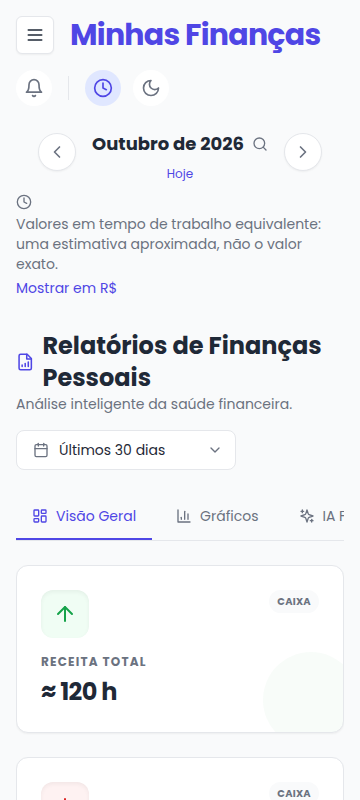 Minhas Finanças
Outubro de 2026
Hoje
Valores em tempo de trabalho equivalente:
uma estimativa aproximada, não o valor
exato.
Mostrar em R$
Relatórios de Finanças
Pessoais
Análise inteligente da saúde financeira.
Últimos 30 dias
Visão Geral
Gráficos
IA F
CAIXA
RECEITA TOTAL
≈ 120 h
CAIXA